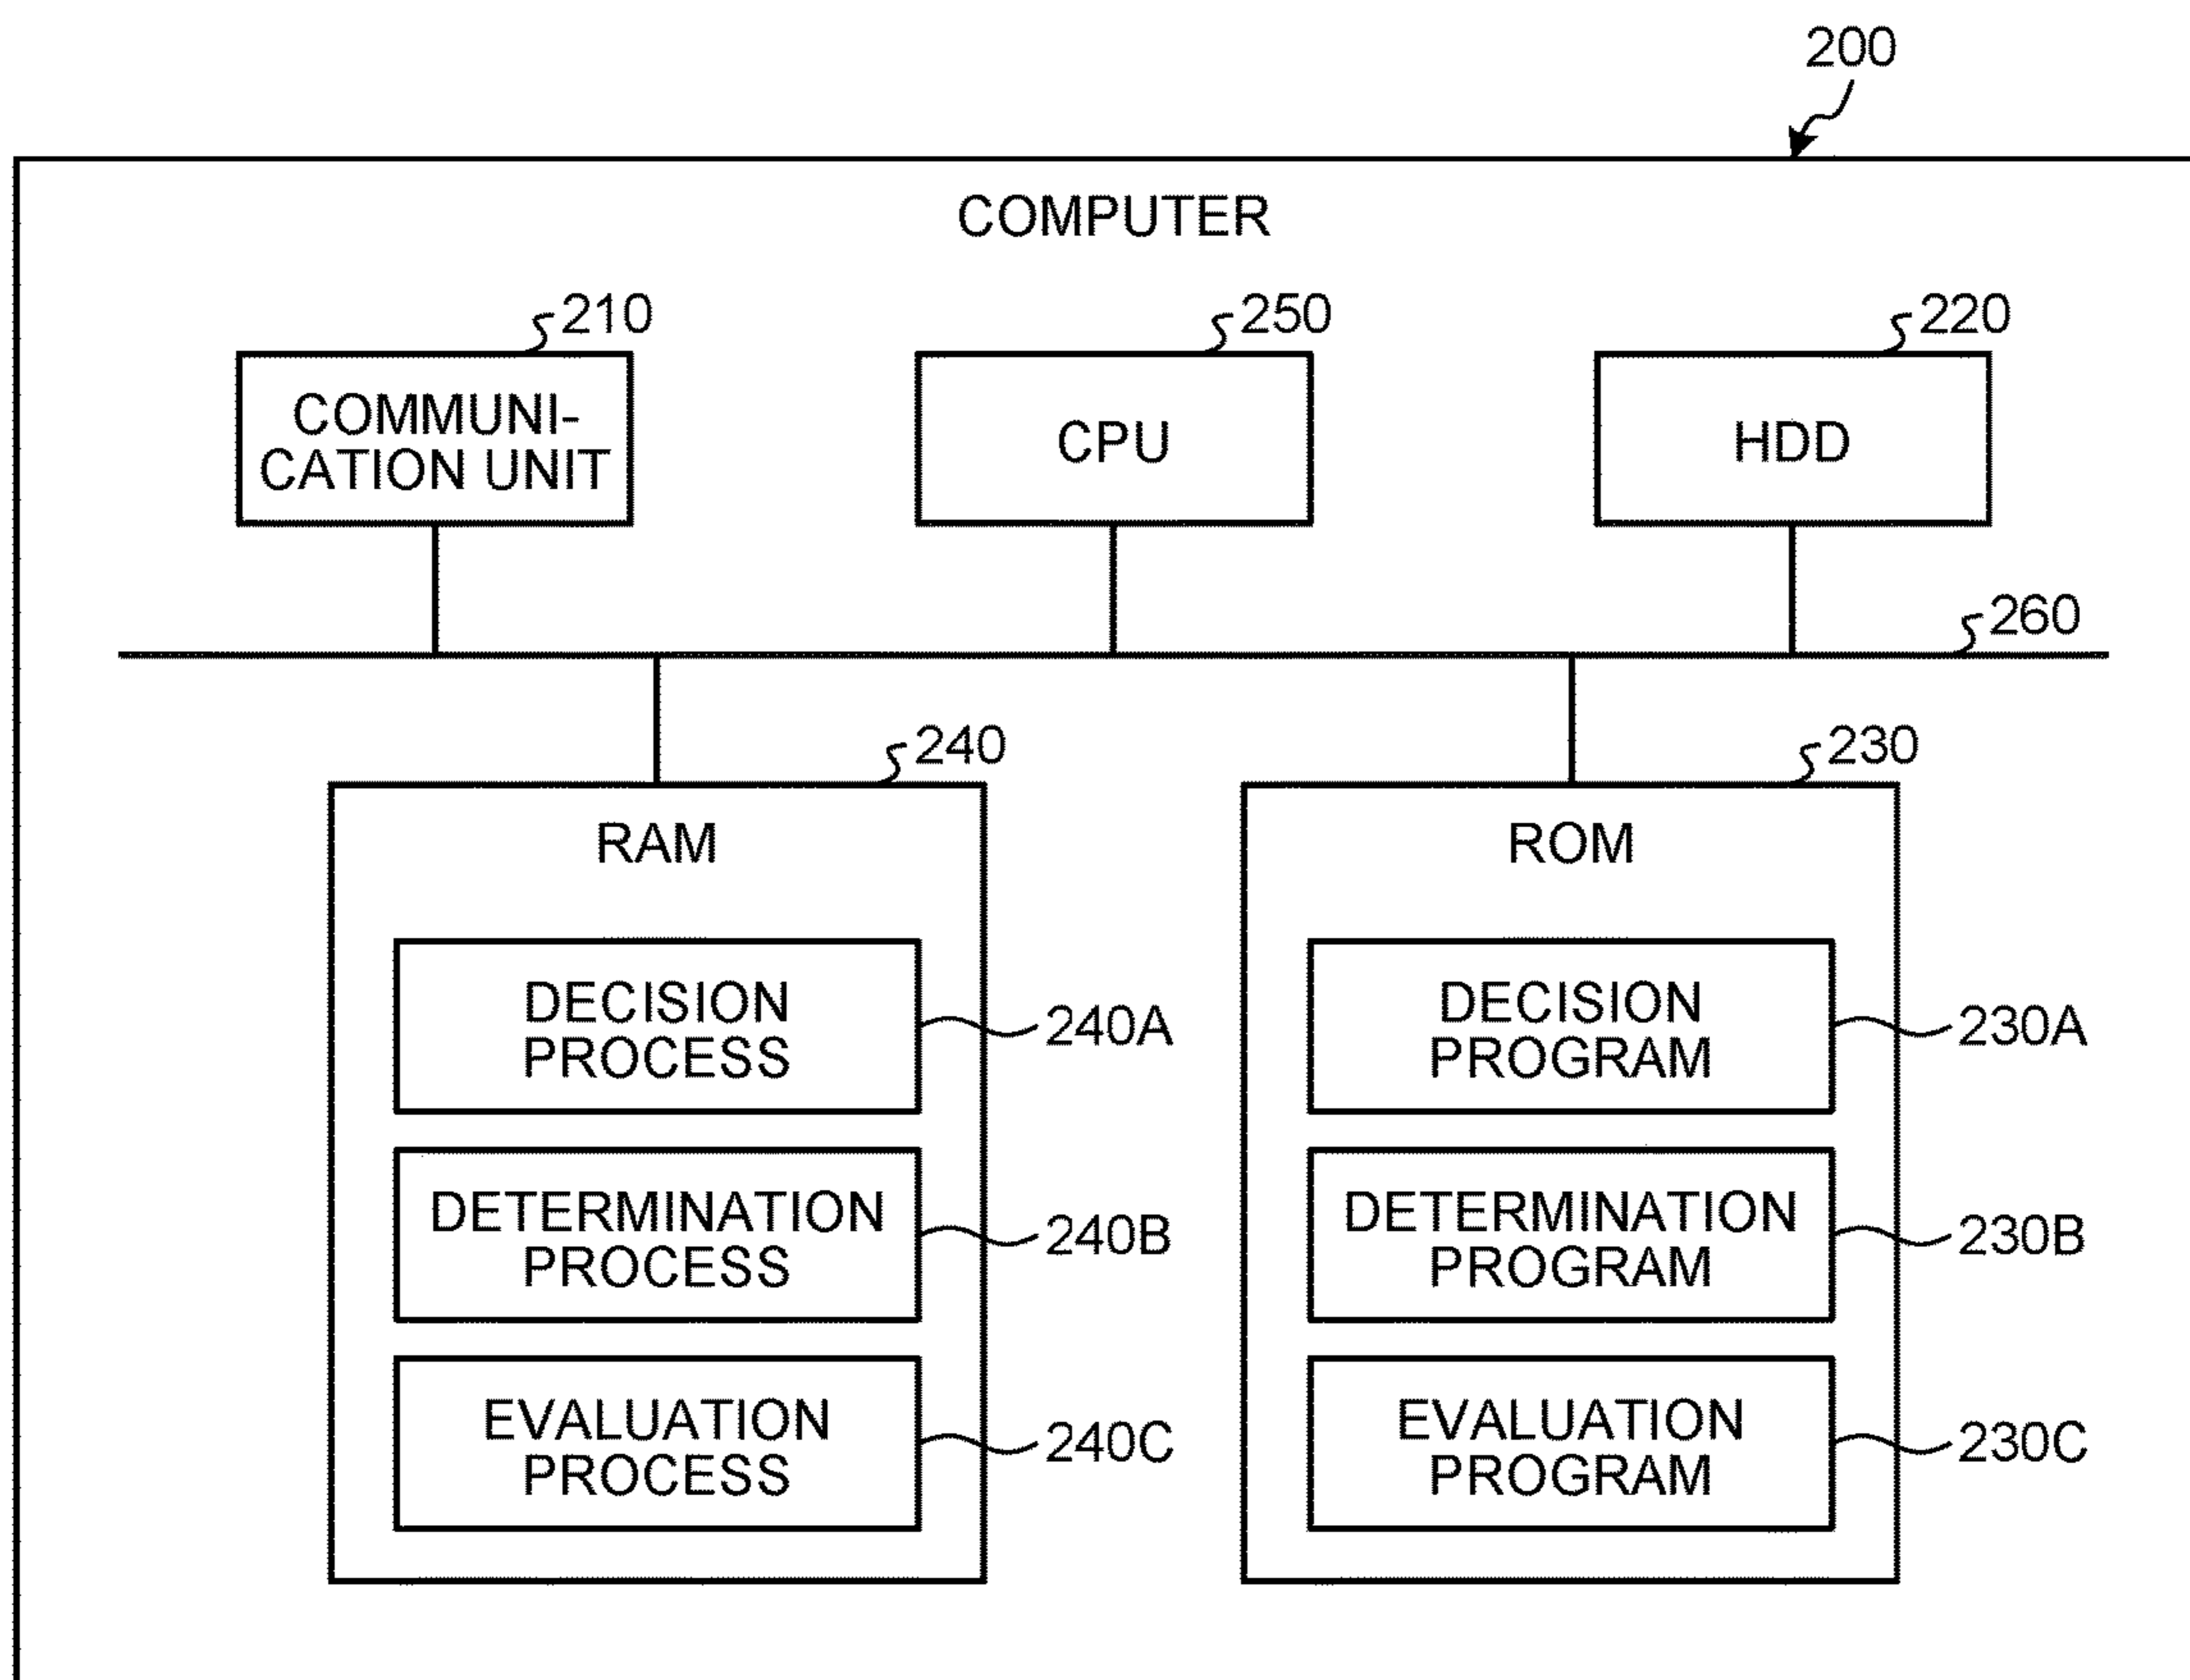 200
COMPUTER
210
250
220
COMMUNI-
CATION UNIT
CPU
HDD
260
240
230
RAM
ROM
DECISION
PROCESS
240A
DECISION
PROGRAM
230A
DETERMINATION
PROCESS
240B
DETERMINATION
PROGRAM
230B
EVALUATION
PROCESS
240C
EVALUATION
PROGRAM
230C